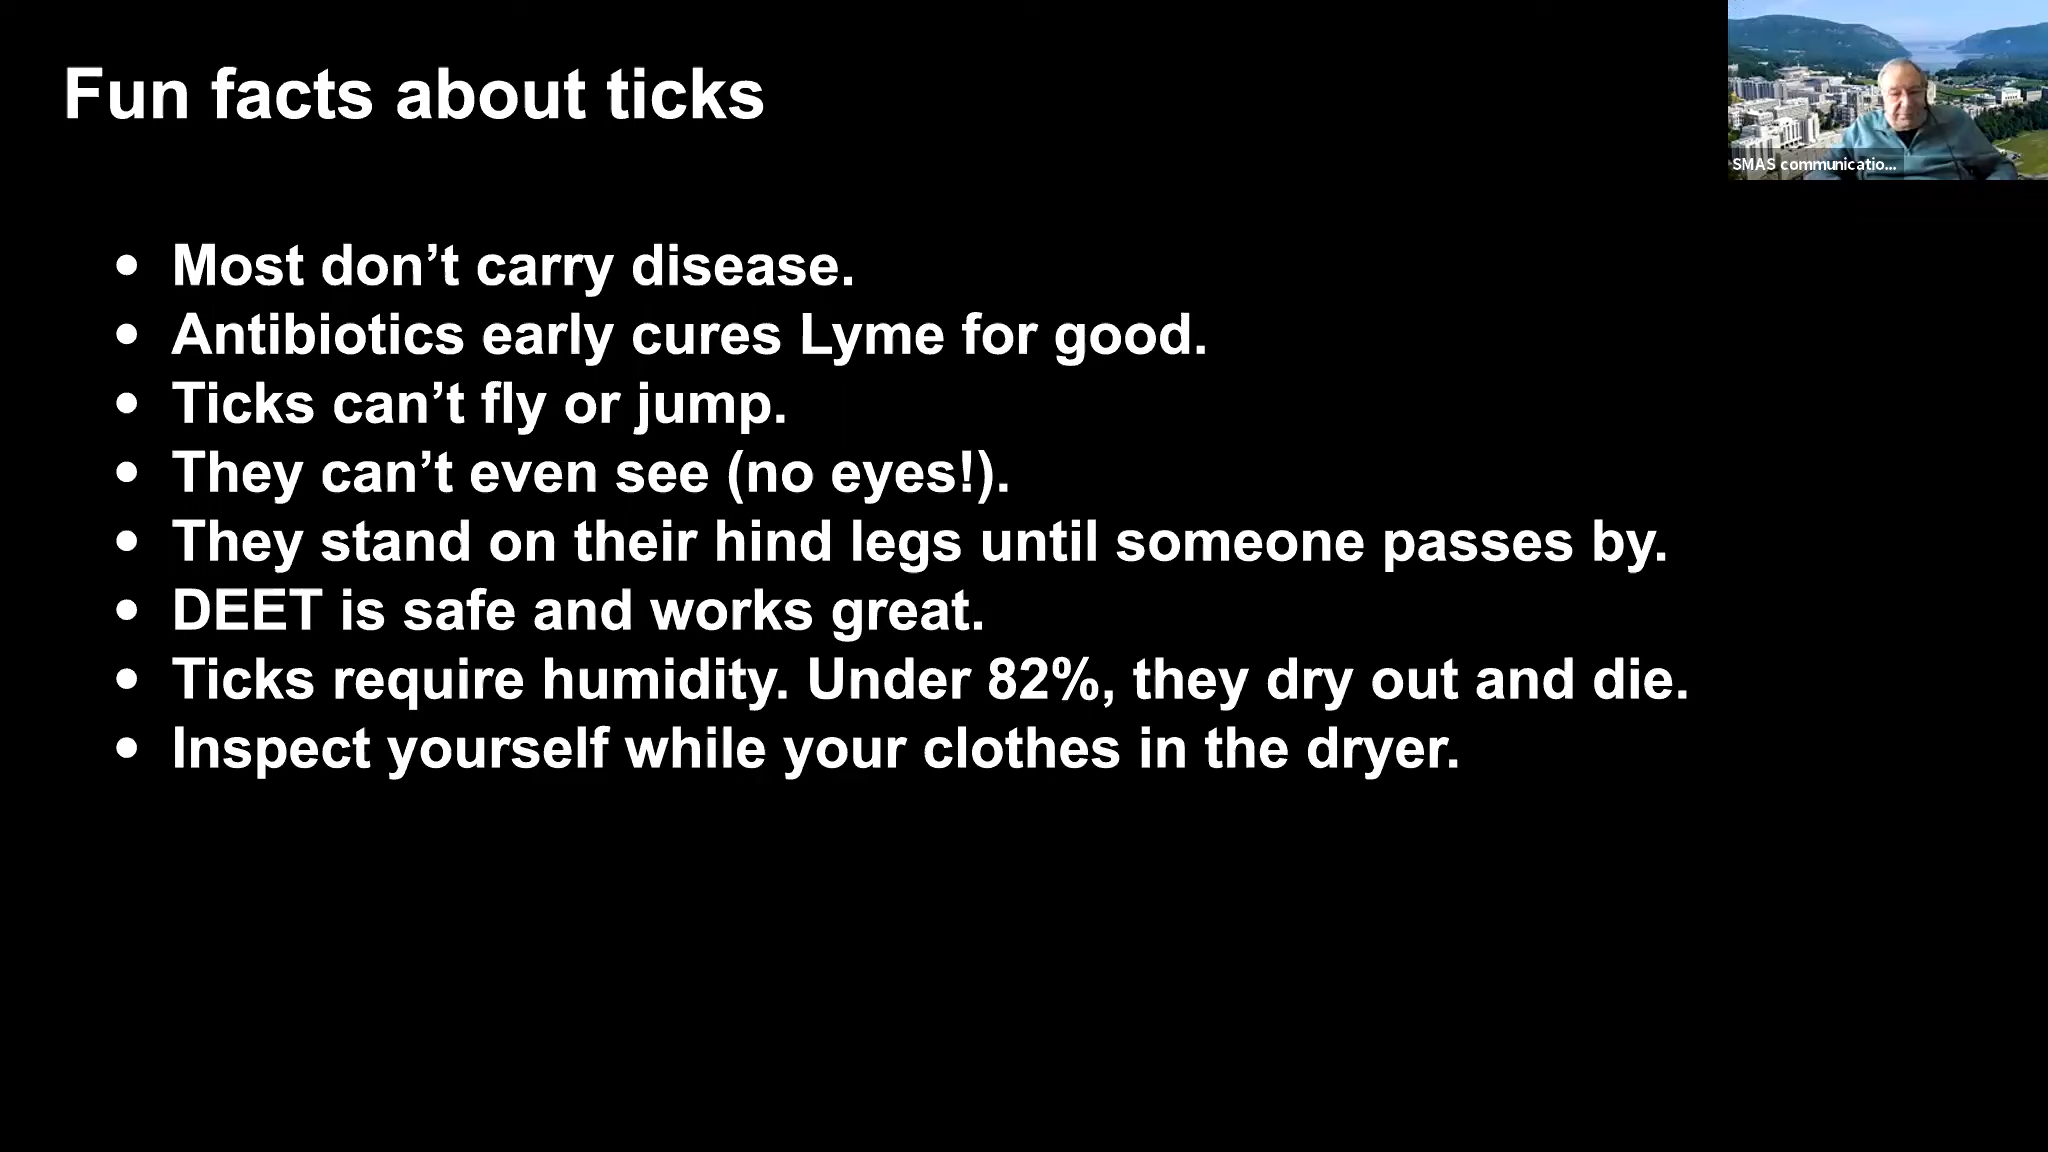 Fun facts about ticks
SMAS communicatio...
• Most don’t carry disease.
• Antibiotics early cures Lyme for good.
• Ticks can’t fly or jump.
• They can’t even see (no eyes!).
• They stand on their hind legs until someone passes by.
• DEET is safe and works great.
• Ticks require humidity. Under 82%, they dry out and die.
• Inspect yourself while your clothes in the dryer.